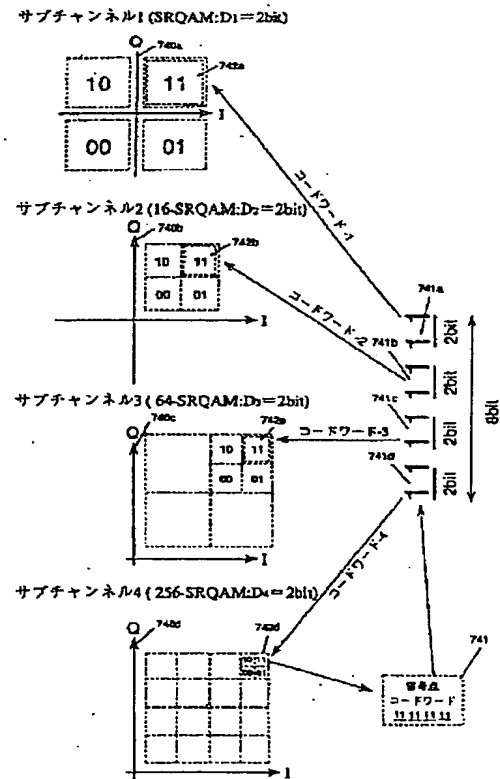 サブチャンネル1 (SRQAM:D1=2bit)
Q
740a
742a
10
11
I
00
01
コードワード-1
サブチャンネル2 (16-SRQAM:D2=2bit)
Q
740b
742b
10
11
00
01
I
コードワード-2
741a
2bit
741b
2bit
741c
2bit
741d
2bit
8bit
サブチャンネル3 ( 64-SRQAM:D3=2bit)
740c
Q
10
11
00
01
I
コードワード-3
サブチャンネル4 ( 256-SRQAM:D4=2bit)
Q
740d
I
コードワード-4
741
信号点
コードワード
11 11 11 11